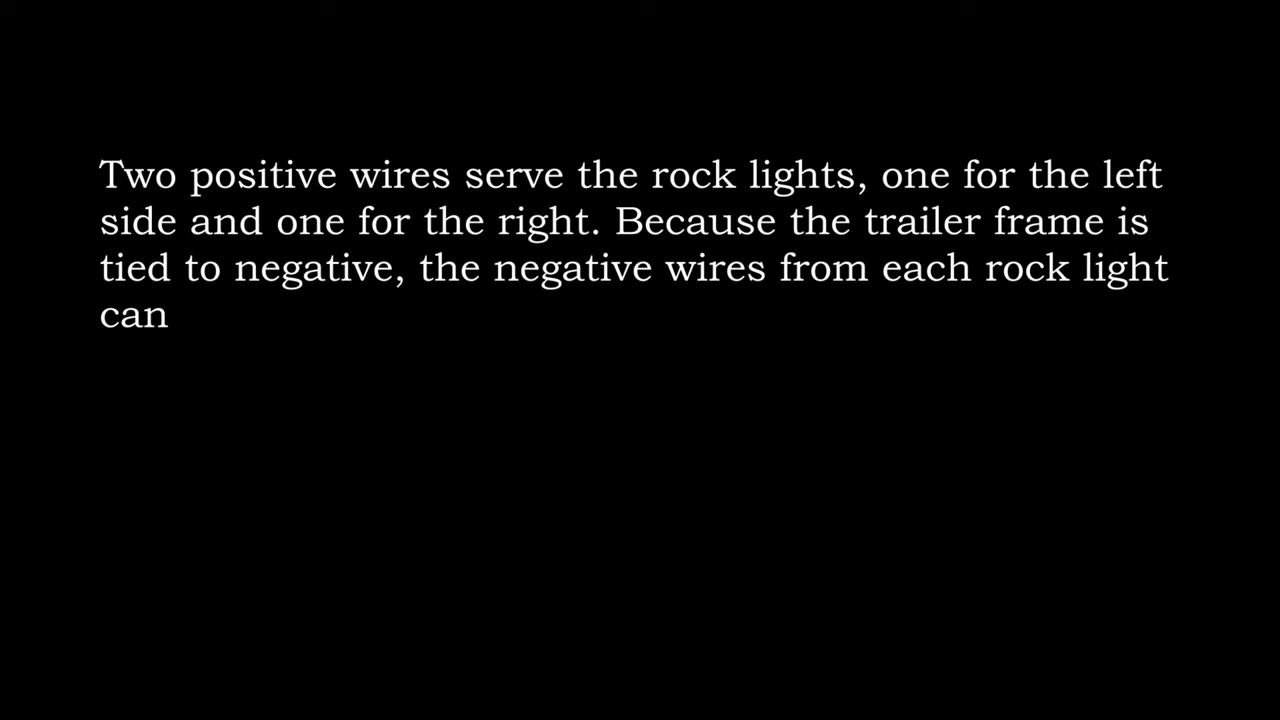 Two positive wires serve the rock lights, one for the left
side and one for the right. Because the trailer frame is
tied to negative, the negative wires from each rock light
can